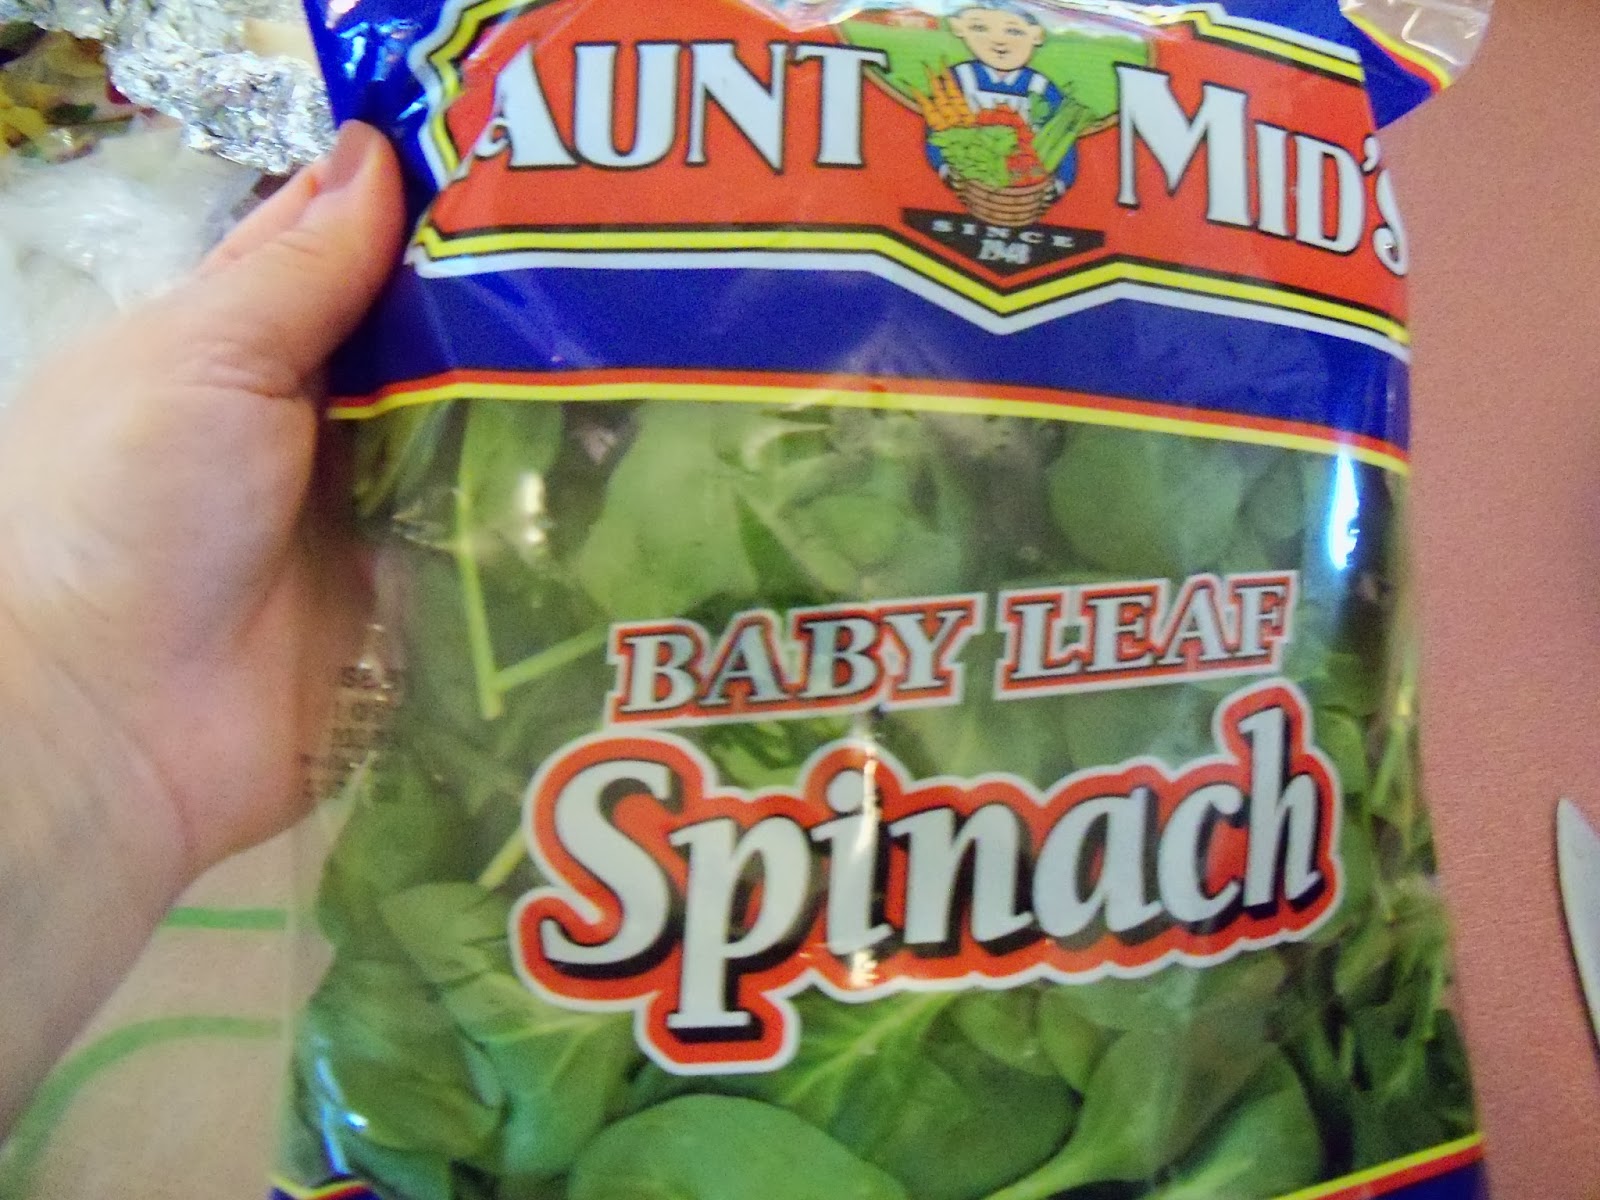 AUNT MID'S
SINCE
1948
BABY LEAF
Spinach